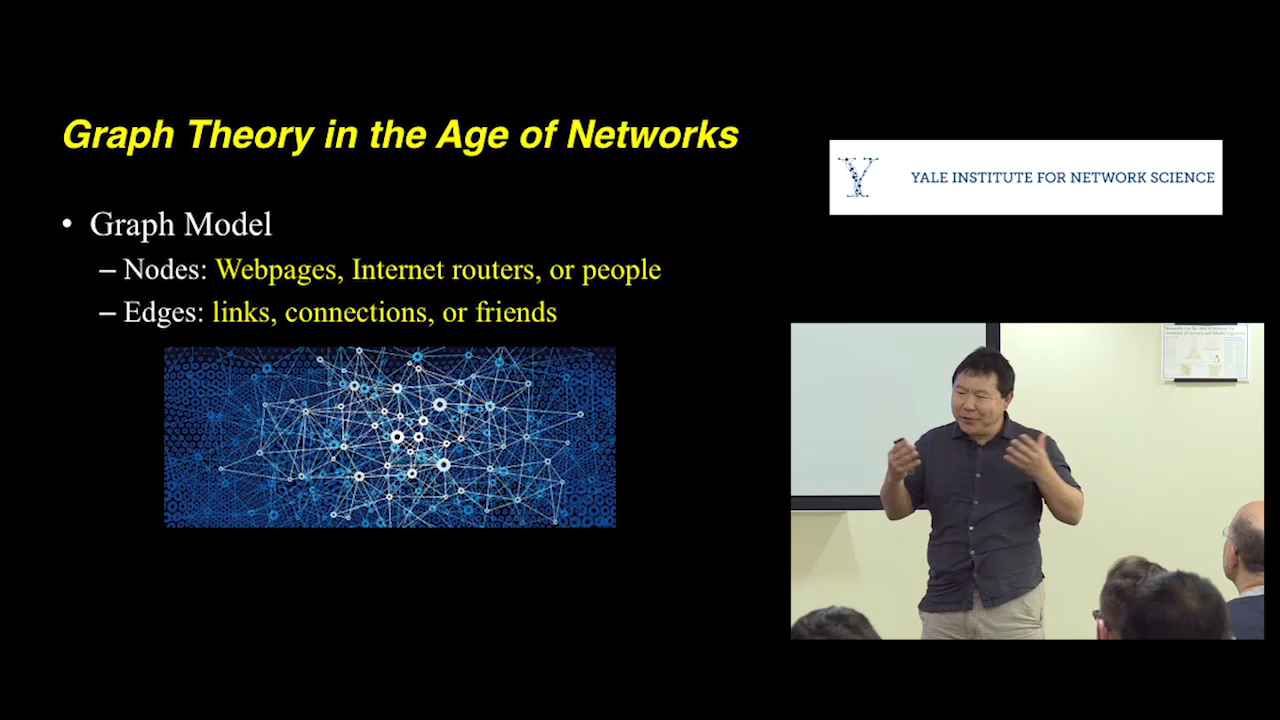 Graph Theory in the Age of Networks
YALE INSTITUTE FOR NETWORK SCIENCE
• Graph Model
– Nodes: Webpages, Internet routers, or people
– Edges: links, connections, or friends